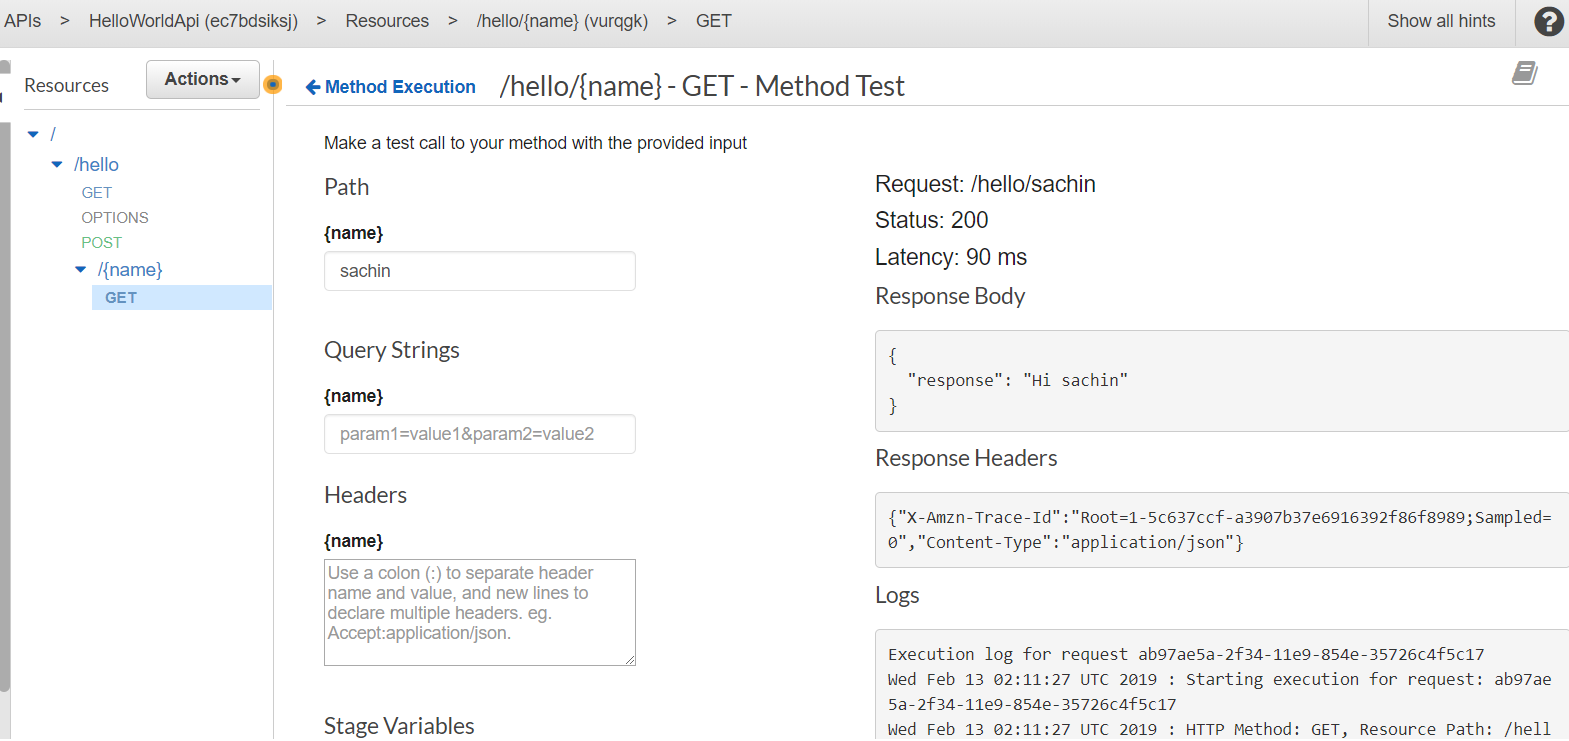 APIs > HelloWorldApi (ec7bdsiksj) > Resources > /hello/{name} (vurqgk) > GET
Show all hints
?
Resources
Actions
Method Execution
/hello/{name} - GET - Method Test
/
/hello
GET
OPTIONS
POST
/{name}
GET
Make a test call to your method with the provided input
Path
{name}
sachin
Query Strings
{name}
param1=value1&param2=value2
Headers
{name}
Use a colon (:) to separate header
name and value, and new lines to
declare multiple headers. eg.
Accept:application/json.
Stage Variables
Request: /hello/sachin
Status: 200
Latency: 90 ms
Response Body
{
"response": "Hi sachin"
}
Response Headers
{"X-Amzn-Trace-Id":"Root=1-5c637ccf-a3907b37e6916392f86f8989;Sampled=
0","Content-Type":"application/json"}
Logs
Execution log for request ab97ae5a-2f34-11e9-854e-35726c4f5c17
Wed Feb 13 02:11:27 UTC 2019 : Starting execution for request: ab97ae
5a-2f34-11e9-854e-35726c4f5c17
Wed Feb 13 02:11:27 UTC 2019 : HTTP Method: GET, Resource Path: /hell